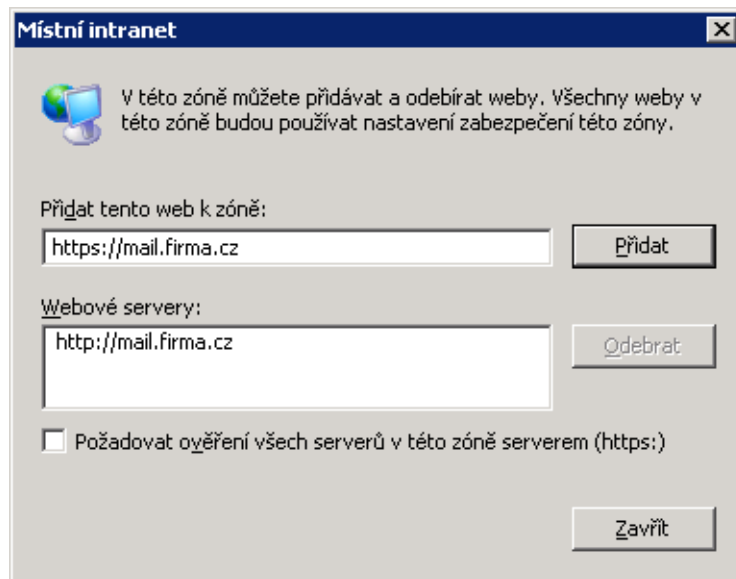 Místní intranet
V této zóně můžete přidávat a odebírat weby. Všechny weby v
této zóně budou používat nastavení zabezpečení této zóny.
Přidat tento web k zóně:
https://mail.firma.cz
Přidat
Webové servery:
http://mail.firma.cz
Odebrat
Požadovat ověření všech serverů v této zóně serverem (https:)
Zavřít